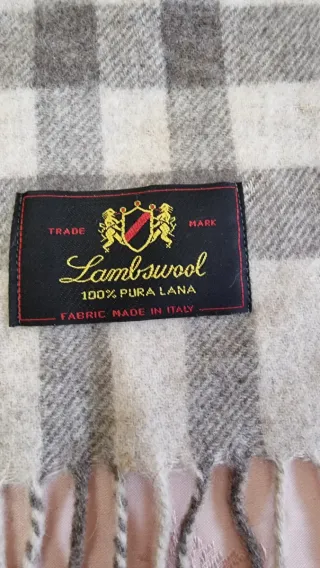 TRADE MARK
Lambswool
100% PURA LANA
FABRIC MADE IN ITALY